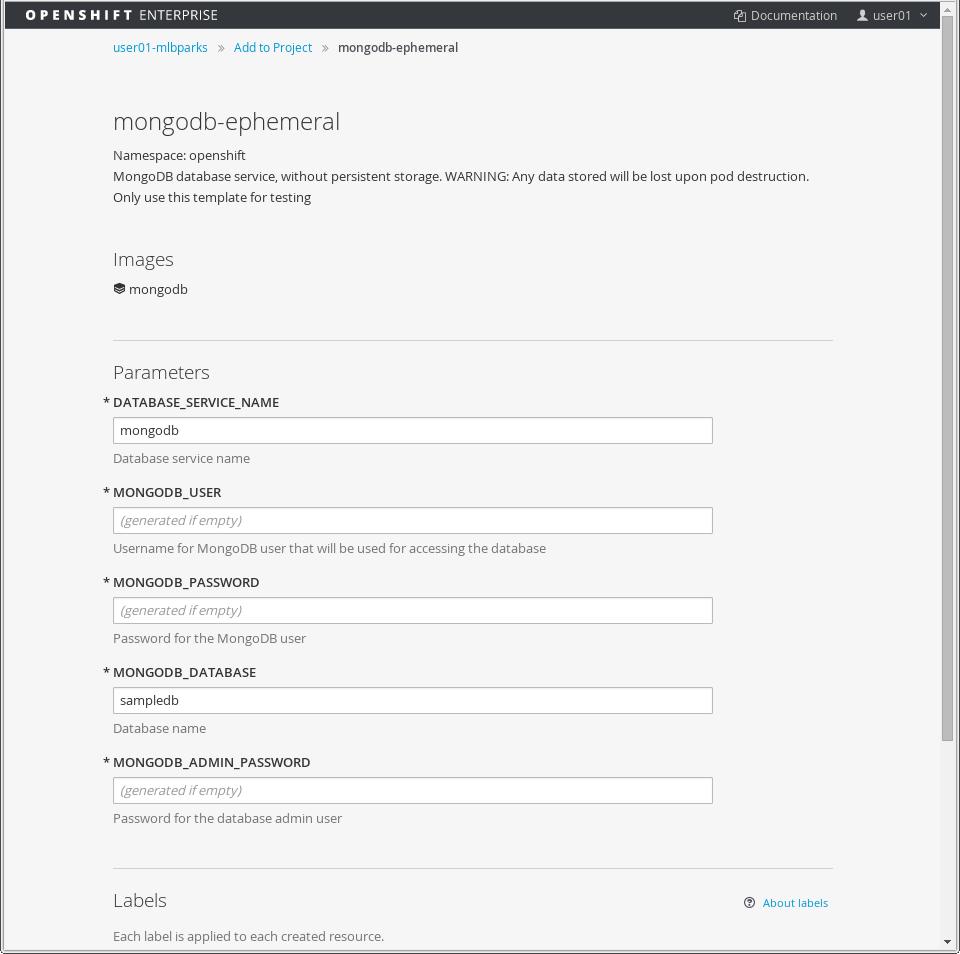 OPENSHIFT ENTERPRISE Documentation user01
user01-mlbparks » Add to Project » mongodb-ephemeral
mongodb-ephemeral
Namespace: openshift
MongoDB database service, without persistent storage. WARNING: Any data stored will be lost upon pod destruction.
Only use this template for testing
Images
mongodb
Parameters
* DATABASE_SERVICE_NAME
mongodb
Database service name
* MONGODB_USER
(generated if empty)
Username for MongoDB user that will be used for accessing the database
* MONGODB_PASSWORD
(generated if empty)
Password for the MongoDB user
* MONGODB_DATABASE
sampledb
Database name
* MONGODB_ADMIN_PASSWORD
(generated if empty)
Password for the database admin user
Labels About labels
Each label is applied to each created resource.